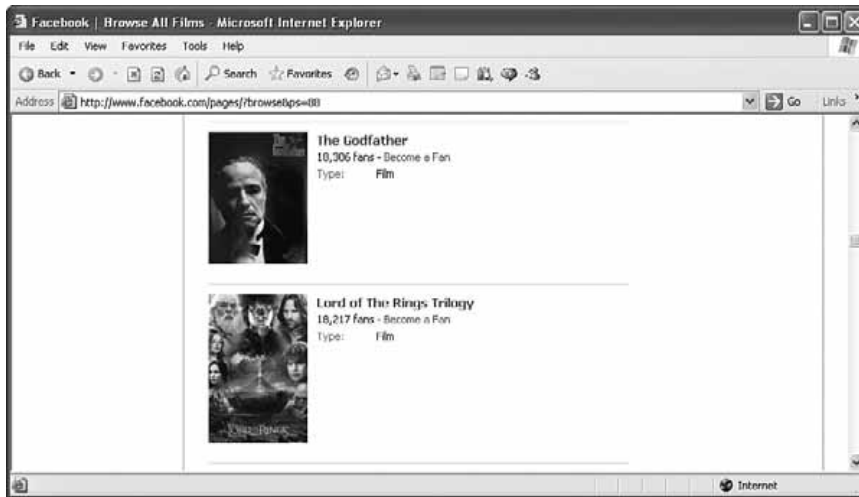 Facebook | Browse All Films - Microsoft Internet Explorer
File Edit View Favorites Tools Help
Back Search Favorites
Address http://www.facebook.com/pages/?browse&ps=88 Go Links
The Godfather
18,306 fans - Become a Fan
Type: Film
Lord of The Rings Trilogy
18,217 fans - Become a Fan
Type: Film
Internet